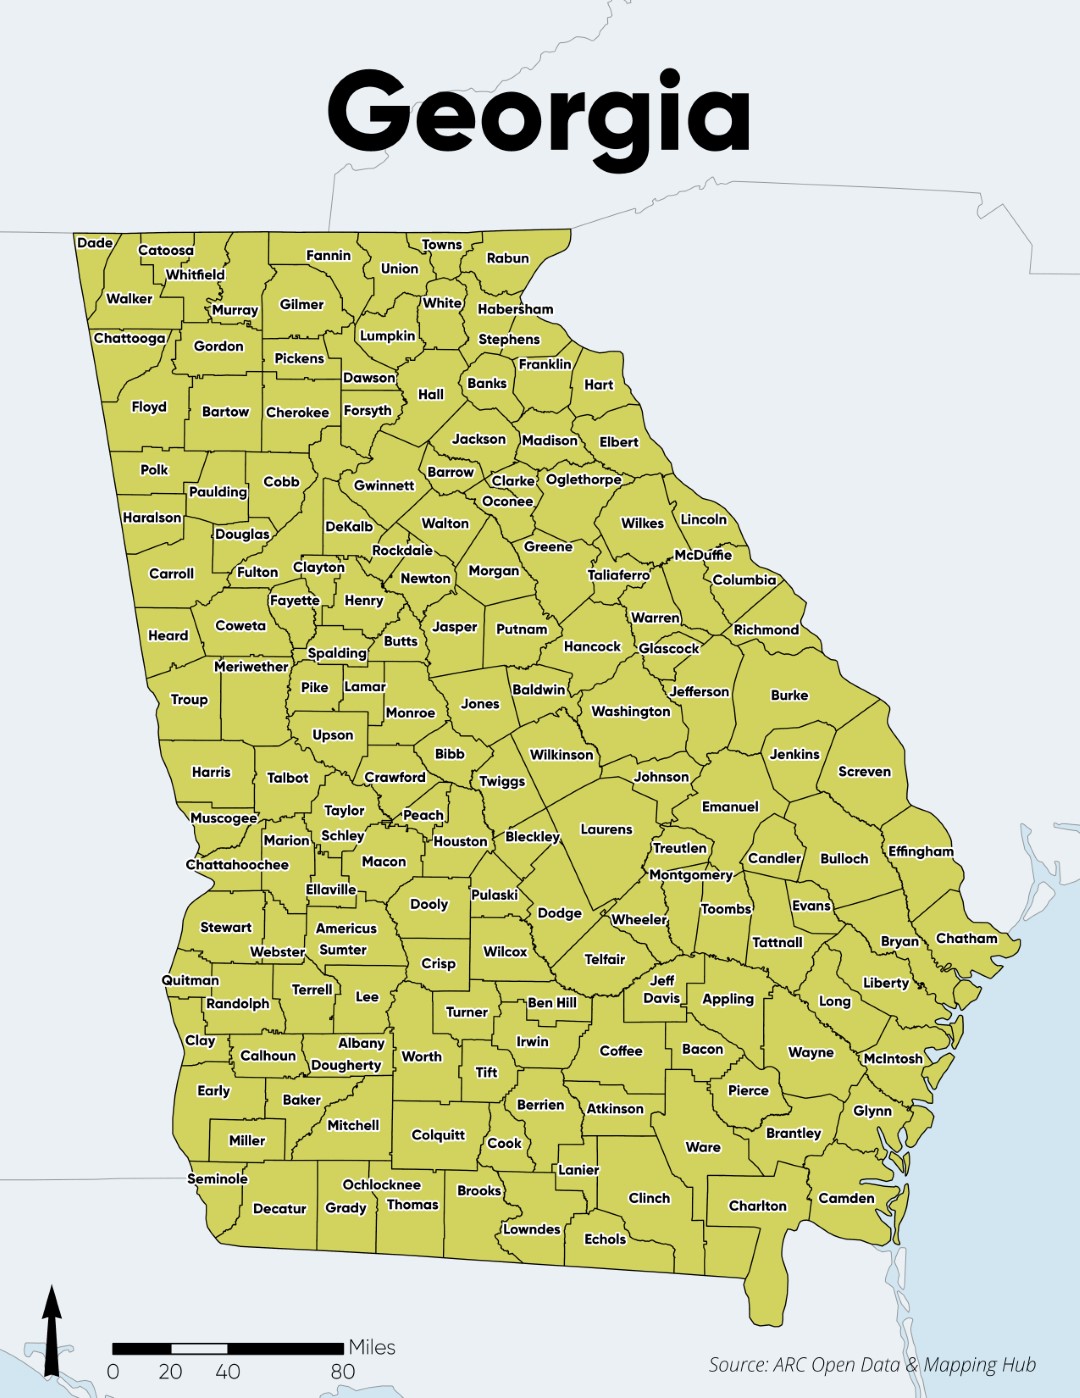 Georgia
Dade
Catoosa
Whitfield
Walker
Murray
Fannin
Gilmer
Union
Towns
Rabun
White
Habersham
Lumpkin
Stephens
Chattooga
Gordon
Pickens
Dawson
Franklin
Hart
Banks
Hall
Floyd
Bartow
Cherokee
Forsyth
Jackson
Madison
Elbert
Polk
Paulding
Cobb
Gwinnett
Barrow
Clarke
Oglethorpe
Oconee
Haralson
Douglas
DeKalb
Walton
Wilkes
Lincoln
Rockdale
Greene
McDuffie
Carroll
Fulton
Clayton
Newton
Morgan
Taliaferro
Columbia
Fayette
Henry
Heard
Coweta
Butts
Jasper
Putnam
Warren
Richmond
Spalding
Hancock
Glascock
Meriwether
Troup
Pike
Lamar
Monroe
Jones
Baldwin
Washington
Jefferson
Burke
Upson
Bibb
Wilkinson
Jenkins
Screven
Harris
Talbot
Crawford
Twiggs
Johnson
Emanuel
Muscogee
Taylor
Peach
Marion
Schley
Houston
Bleckley
Laurens
Treutlen
Candler
Bulloch
Effingham
Chattahoochee
Macon
Montgomery
Ellaville
Dooly
Pulaski
Dodge
Wheeler
Toombs
Evans
Stewart
Americus
Webster
Sumter
Crisp
Wilcox
Telfair
Tattnall
Bryan
Chatham
Quitman
Randolph
Terrell
Lee
Turner
Ben Hill
Jeff
Davis
Appling
Long
Liberty
Clay
Calhoun
Albany
Dougherty
Worth
Irwin
Coffee
Bacon
Wayne
McIntosh
Tift
Early
Baker
Berrien
Atkinson
Pierce
Glynn
Miller
Mitchell
Colquitt
Cook
Ware
Brantley
Seminole
Decatur
Ochlocknee
Grady
Thomas
Brooks
Lanier
Clinch
Charlton
Camden
Lowndes
Echols
Miles
0 20 40 80
Source: ARC Open Data & Mapping Hub